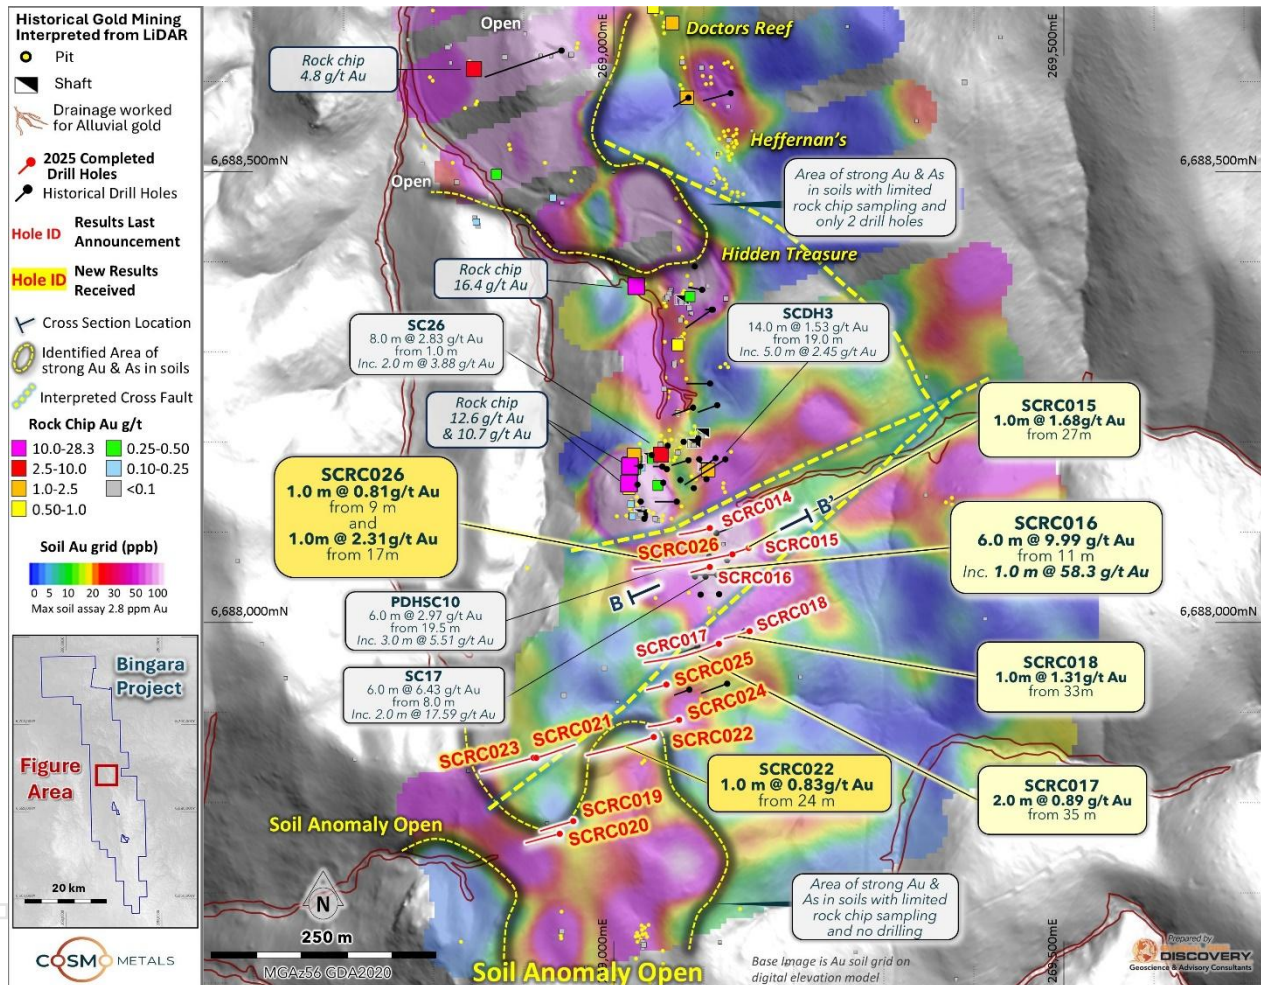 Historical Gold Mining
Interpreted from LiDAR
Pit
Shaft
Drainage worked
for Alluvial gold
2025 Completed
Drill Holes
Historical Drill Holes
Hole ID
Results Last
Announcement
Hole ID
New Results
Received
Cross Section Location
Identified Area of
strong Au & As in soils
Interpreted Cross Fault
Rock Chip Au g/t
10.0-28.3
0.25-0.50
2.5-10.0
0.10-0.25
1.0-2.5
<0.1
0.50-1.0
Soil Au grid (ppb)
0 5 10 20 30 50 100
Max soil assay 2.8 ppm Au
Bingara
Project
Figure
Area
20 km
COSMO METALS
Open
Rock chip
4.8 g/t Au
269,000mE
Doctors Reef
269,500mE
Heffernan's
6,688,500mN
6,688,500mN
Open
Area of strong Au & As
in soils with limited
rock chip sampling and
only 2 drill holes
Hidden Treasure
Rock chip
16.4 g/t Au
SC26
8.0 m @ 2.83 g/t Au
from 1.0 m
Inc. 2.0 m @ 3.88 g/t Au
SCDH3
14.0 m @ 1.53 g/t Au
from 19.0 m
Inc. 5.0 m @ 2.45 g/t Au
Rock chip
12.6 g/t Au
& 10.7 g/t Au
SCRC015
1.0m @ 1.68g/t Au
from 27m
SCRC026
1.0 m @ 0.81g/t Au
from 9 m
and
1.0m @ 2.31g/t Au
from 17m
SCRC014
B'
SCRC026
SCRC015
SCRC016
SCRC016
6.0 m @ 9.99 g/t Au
from 11 m
Inc. 1.0 m @ 58.3 g/t Au
B
PDHSC10
6.0 m @ 2.97 g/t Au
from 19.5 m
Inc. 3.0 m @ 5.51 g/t Au
6,688,000mN
6,688,000mN
SCRC018
SCRC017
SC17
6.0 m @ 6.43 g/t Au
from 8.0 m
Inc. 2.0 m @ 17.59 g/t Au
SCRC018
1.0m @ 1.31g/t Au
from 33m
SCRC025
SCRC024
SCRC021
SCRC023
SCRC022
SCRC022
1.0 m @ 0.83g/t Au
from 24 m
SCRC017
2.0 m @ 0.89 g/t Au
from 35 m
SCRC019
SCRC020
Soil Anomaly Open
Area of strong Au &
As in soils with limited
rock chip sampling
and no drilling
N
250 m
MGAz56 GDA2020
269,000mE
269,500mE
Soil Anomaly Open
Base Image is Au soil grid on
digital elevation model
Prepared by
DISCOVERY
Geoscience & Advisory Consultants